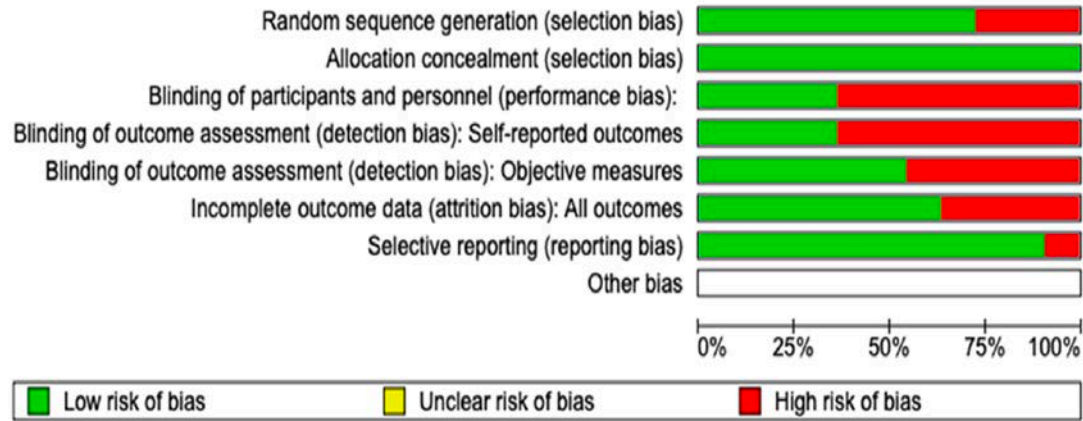 Random sequence generation (selection bias)
Allocation concealment (selection bias)
Blinding of participants and personnel (performance bias):
Blinding of outcome assessment (detection bias): Self-reported outcomes
Blinding of outcome assessment (detection bias): Objective measures
Incomplete outcome data (attrition bias): All outcomes
Selective reporting (reporting bias)
Other bias
0% 25% 50% 75% 100%
Low risk of bias Unclear risk of bias High risk of bias